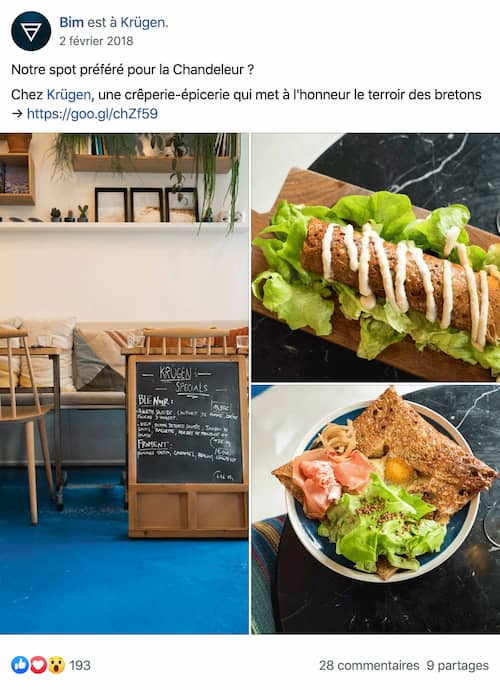 Bim est à Krügen.
2 février 2018
Notre spot préféré pour la Chandeleur ?
Chez Krügen, une crêperie-épicerie qui met à l'honneur le terroir des bretons
→ https://goo.gl/chZf59
KRÜGEN
SPECIALS
BLÉ NOIR:
FROMENT:
193
28 commentaires 9 partages